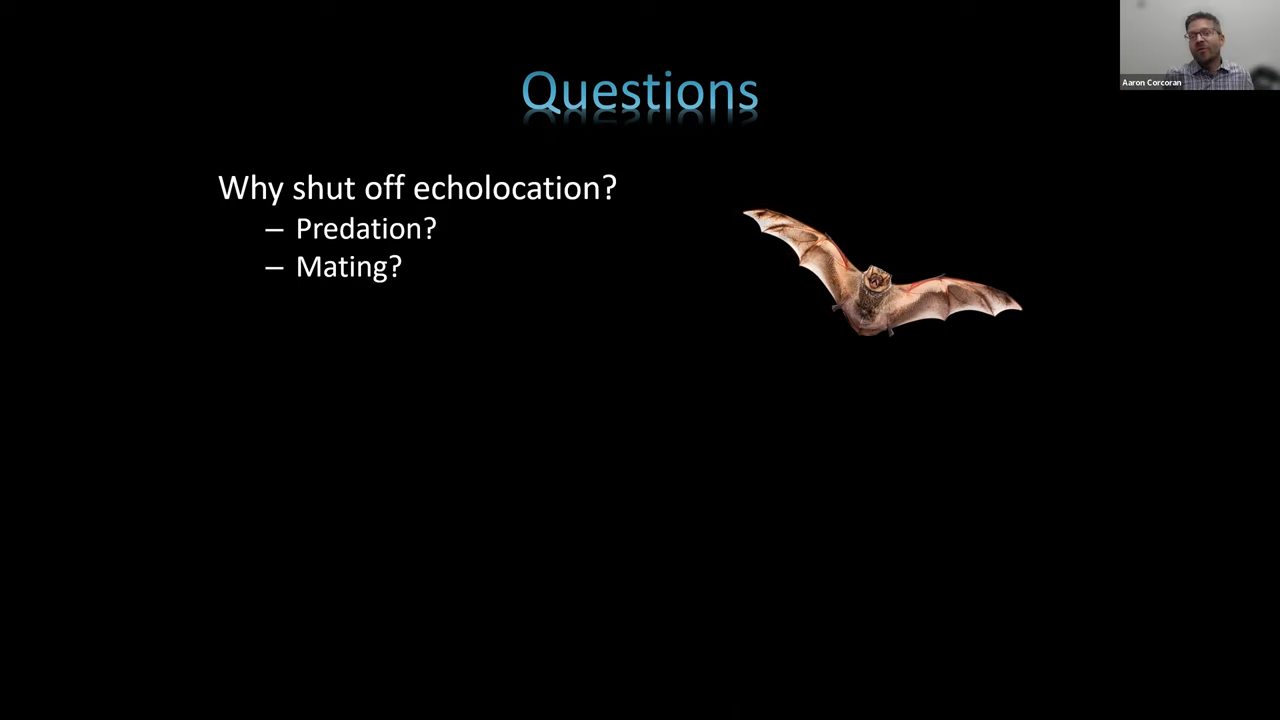 Questions
Why shut off echolocation?
– Predation?
– Mating?
Aaron Corcoran